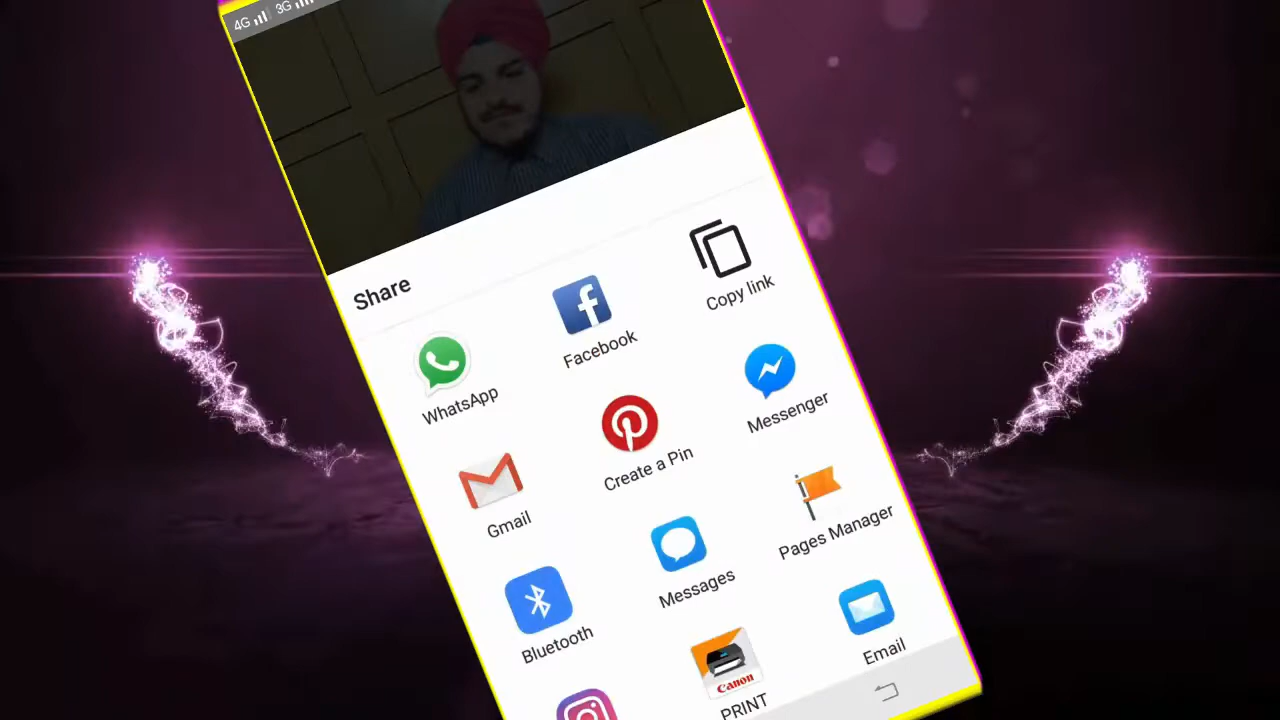 4G 3G
Share
WhatsApp
Facebook
Copy link
Gmail
Create a Pin
Messenger
Bluetooth
Messages
Pages Manager
Canon
PRINT
Email